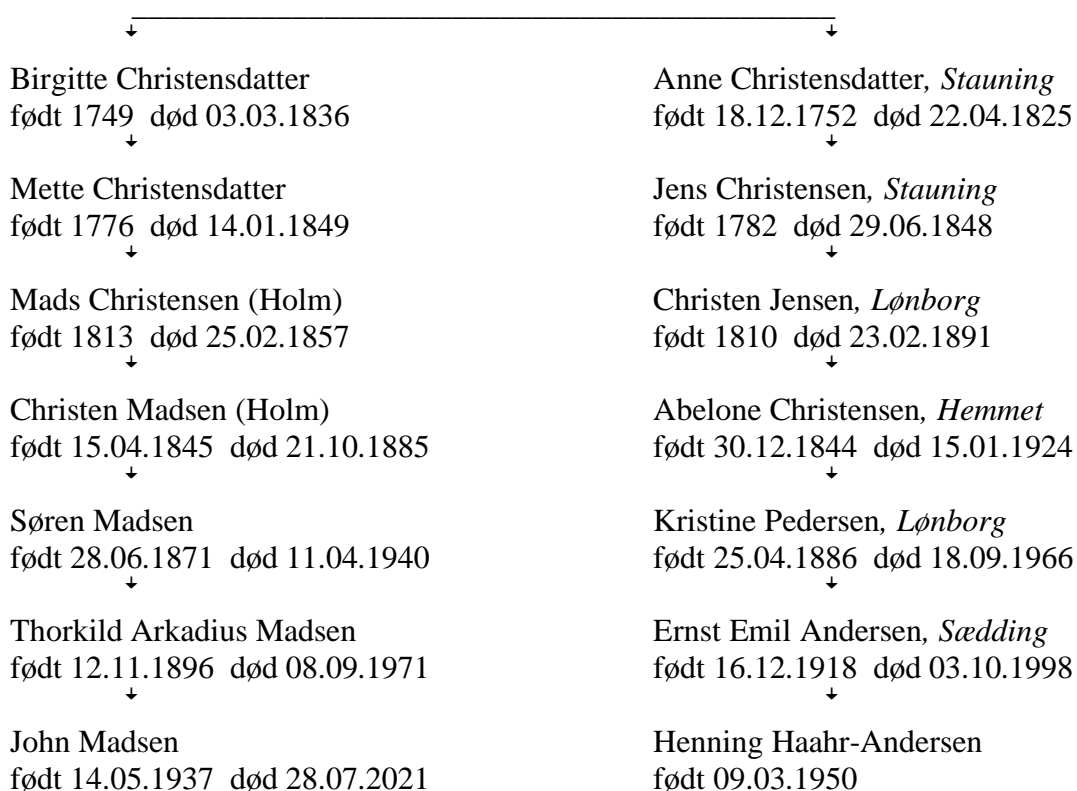 Birgitte Christensdatter
født 1749 død 03.03.1836
Mette Christensdatter
født 1776 død 14.01.1849
Mads Christensen (Holm)
født 1813 død 25.02.1857
Christen Madsen (Holm)
født 15.04.1845 død 21.10.1885
Søren Madsen
født 28.06.1871 død 11.04.1940
Thorkild Arkadius Madsen
født 12.11.1896 død 08.09.1971
John Madsen
født 14.05.1937 død 28.07.2021
Anne Christensdatter, Stauning
født 18.12.1752 død 22.04.1825
Jens Christensen, Stauning
født 1782 død 29.06.1848
Christen Jensen, Lønborg
født 1810 død 23.02.1891
Abelone Christensen, Hemmet
født 30.12.1844 død 15.01.1924
Kristine Pedersen, Lønborg
født 25.04.1886 død 18.09.1966
Ernst Emil Andersen, Sædding
født 16.12.1918 død 03.10.1998
Henning Haahr-Andersen
født 09.03.1950